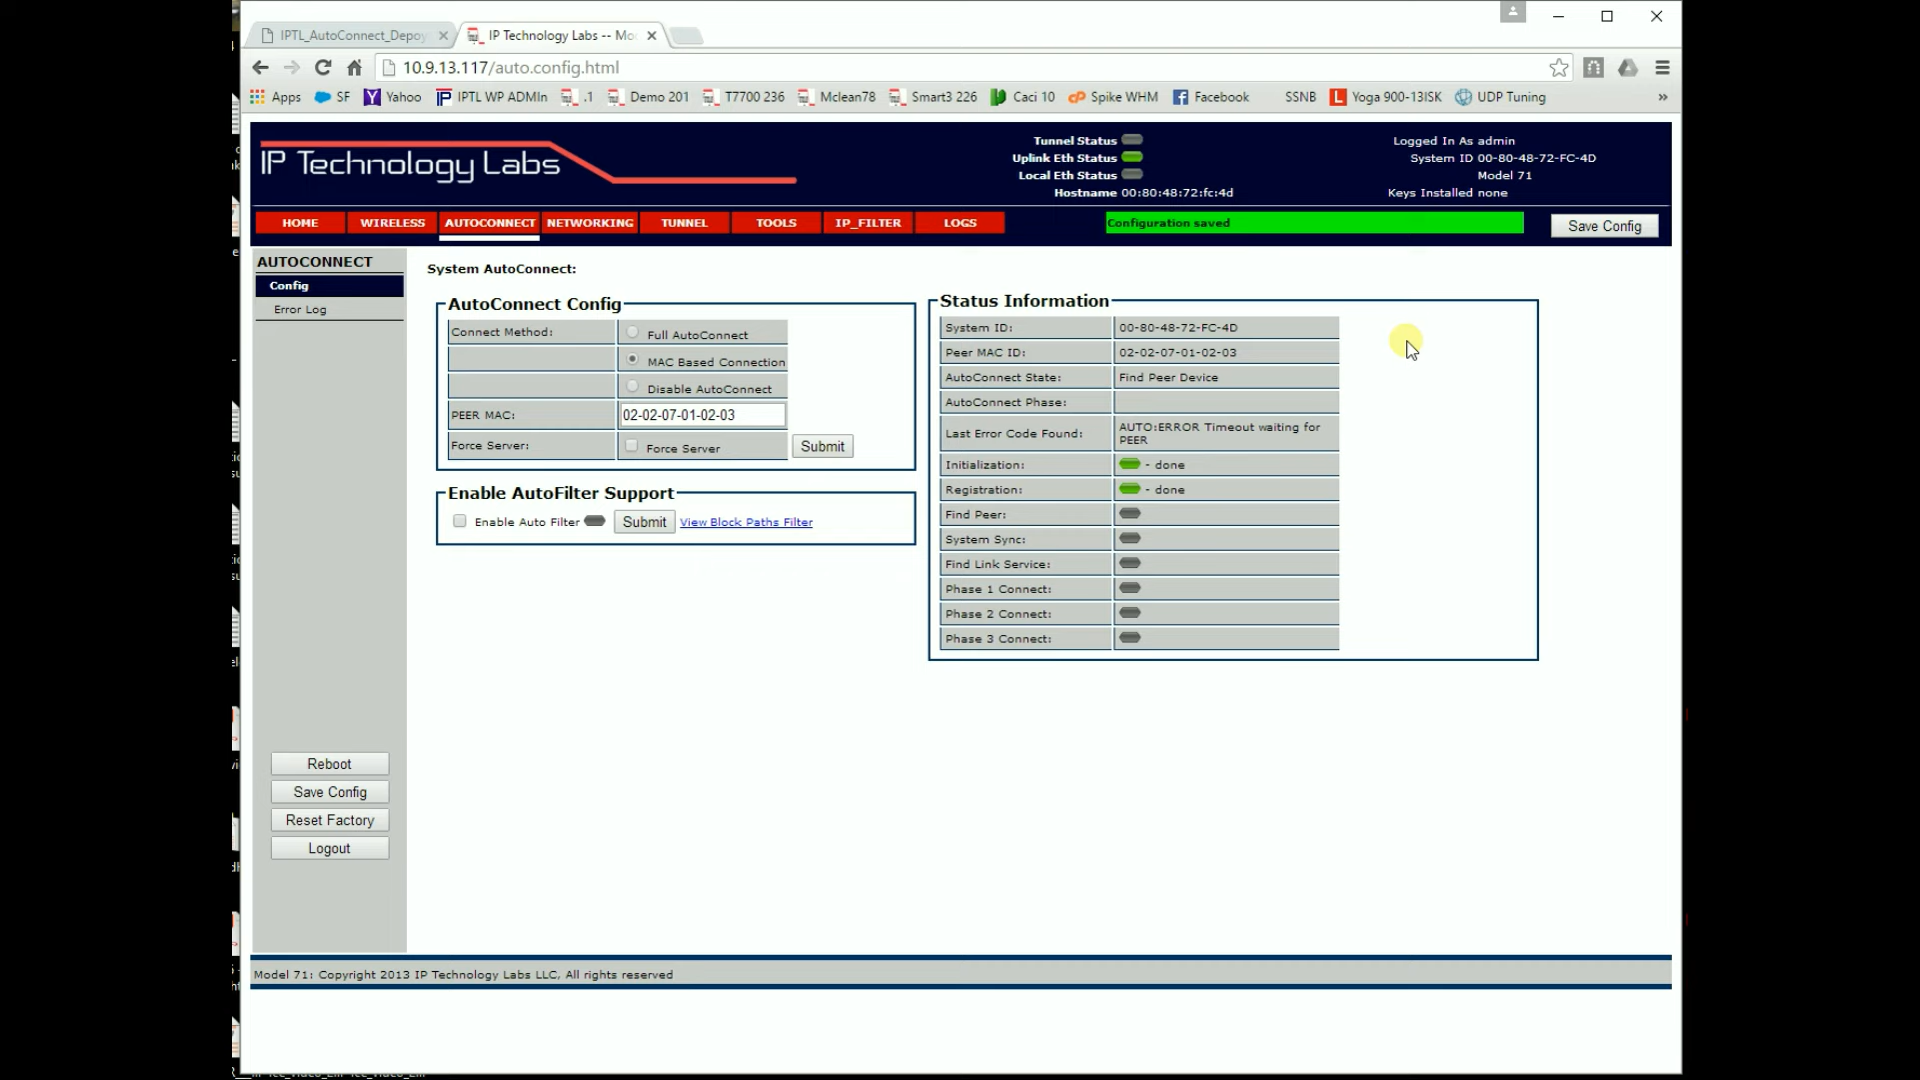 IPTL_AutoConnect_Depoy
IP Technology Labs -- Mo
10.9.13.117/auto.config.html
Apps SF Yahoo IPTL WP ADMIn .1 Demo 201 T7700 236 Mclean78 Smart3 226 Caci 10 Spike WHM Facebook SSNB Yoga 900-13ISK UDP Tuning »
IP Technology Labs
Tunnel Status
Uplink Eth Status
Local Eth Status
Hostname 00:80:48:72:fc:4d
Logged In As admin
System ID 00-80-48-72-FC-4D
Model 71
Keys Installed none
HOME WIRELESS AUTOCONNECT NETWORKING TUNNEL TOOLS IP_FILTER LOGS
Configuration saved
Save Config
AUTOCONNECT
Config
Error Log
Reboot
Save Config
Reset Factory
Logout
System AutoConnect:
AutoConnect Config
Connect Method: Full AutoConnect
MAC Based Connection
Disable AutoConnect
PEER MAC: 02-02-07-01-02-03
Force Server: Force Server Submit
Enable AutoFilter Support
Enable Auto Filter Submit View Block Paths Filter
Status Information
System ID: 00-80-48-72-FC-4D
Peer MAC ID: 02-02-07-01-02-03
AutoConnect State: Find Peer Device
AutoConnect Phase:
Last Error Code Found: AUTO:ERROR Timeout waiting for
PEER
Initialization: - done
Registration: - done
Find Peer:
System Sync:
Find Link Service:
Phase 1 Connect:
Phase 2 Connect:
Phase 3 Connect:
Model 71: Copyright 2013 IP Technology Labs LLC, All rights reserved